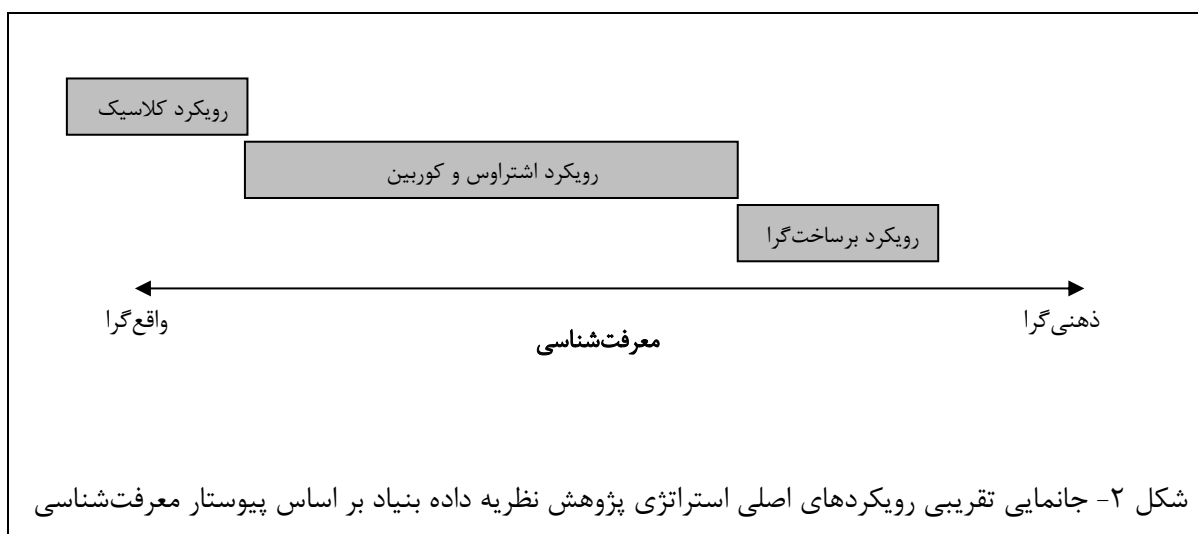 رویکرد کلاسیک
رویکرد اشتراوس و کوربین
رویکرد برساخت‌گرا
ذهنی‌گرا
واقع‌گرا
معرفت‌شناسی
شکل ۲- جانمایی تقریبی رویکردهای اصلی استراتژی پژوهش نظریه داده بنیاد بر اساس پیوستار معرفت‌شناسی